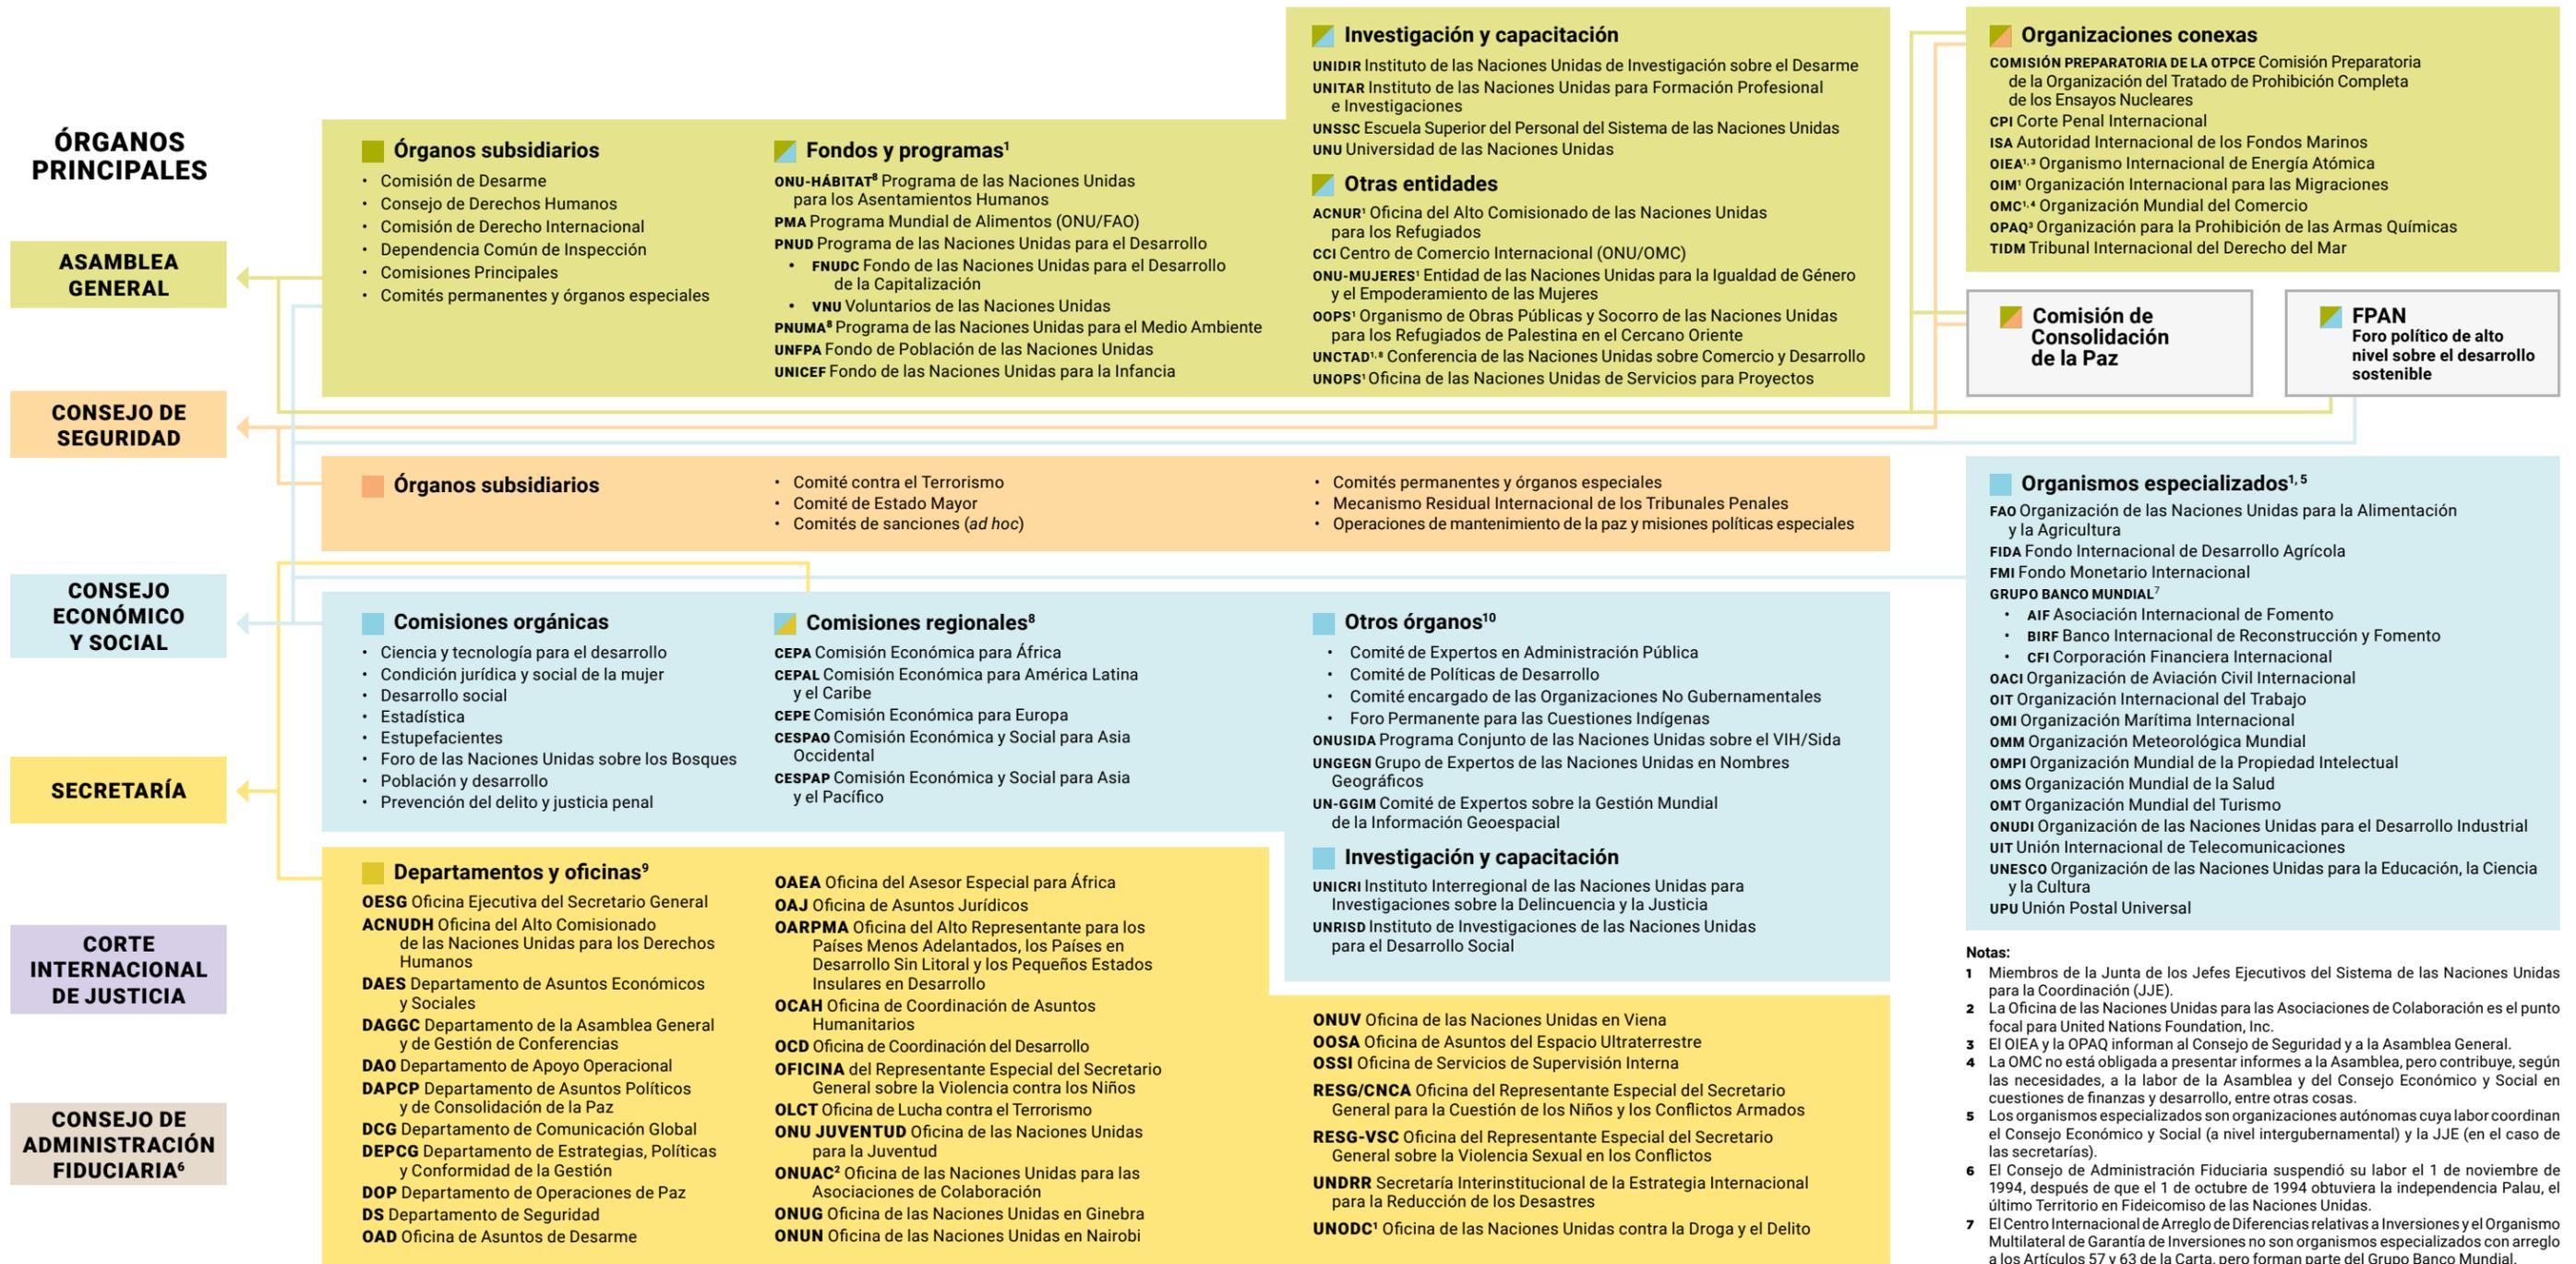 ÓRGANOS
PRINCIPALES
ASAMBLEA
GENERAL
CONSEJO DE
SEGURIDAD
CONSEJO
ECONÓMICO
Y SOCIAL
SECRETARÍA
CORTE
INTERNACIONAL
DE JUSTICIA
CONSEJO DE
ADMINISTRACIÓN
FIDUCIARIA⁶
Órganos subsidiarios
• Comisión de Desarme
• Consejo de Derechos Humanos
• Comisión de Derecho Internacional
• Dependencia Común de Inspección
• Comisiones Principales
• Comités permanentes y órganos especiales
Fondos y programas¹
ONU-HÁBITAT⁸ Programa de las Naciones Unidas
para los Asentamientos Humanos
PMA Programa Mundial de Alimentos (ONU/FAO)
PNUD Programa de las Naciones Unidas para el Desarrollo
• FNUDC Fondo de las Naciones Unidas para el Desarrollo
de la Capitalización
• VNU Voluntarios de las Naciones Unidas
PNUMA⁸ Programa de las Naciones Unidas para el Medio Ambiente
UNFPA Fondo de Población de las Naciones Unidas
UNICEF Fondo de las Naciones Unidas para la Infancia
Investigación y capacitación
UNIDIR Instituto de las Naciones Unidas de Investigación sobre el Desarme
UNITAR Instituto de las Naciones Unidas para Formación Profesional
e Investigaciones
UNSSC Escuela Superior del Personal del Sistema de las Naciones Unidas
UNU Universidad de las Naciones Unidas
Otras entidades
ACNUR¹ Oficina del Alto Comisionado de las Naciones Unidas
para los Refugiados
CCI Centro de Comercio Internacional (ONU/OMC)
ONU-MUJERES¹ Entidad de las Naciones Unidas para la Igualdad de Género
y el Empoderamiento de las Mujeres
OOPS¹ Organismo de Obras Públicas y Socorro de las Naciones Unidas
para los Refugiados de Palestina en el Cercano Oriente
UNCTAD¹,⁸ Conferencia de las Naciones Unidas sobre Comercio y Desarrollo
UNOPS¹ Oficina de las Naciones Unidas de Servicios para Proyectos
Organizaciones conexas
COMISIÓN PREPARATORIA DE LA OTPCE Comisión Preparatoria
de la Organización del Tratado de Prohibición Completa
de los Ensayos Nucleares
CPI Corte Penal Internacional
ISA Autoridad Internacional de los Fondos Marinos
OIEA¹,³ Organismo Internacional de Energía Atómica
OIM¹ Organización Internacional para las Migraciones
OMC¹,⁴ Organización Mundial del Comercio
OPAQ³ Organización para la Prohibición de las Armas Químicas
TIDM Tribunal Internacional del Derecho del Mar
Comisión de
Consolidación
de la Paz
FPAN
Foro político de alto
nivel sobre el desarrollo
sostenible
Órganos subsidiarios
• Comité contra el Terrorismo
• Comité de Estado Mayor
• Comités de sanciones (ad hoc)
• Comités permanentes y órganos especiales
• Mecanismo Residual Internacional de los Tribunales Penales
• Operaciones de mantenimiento de la paz y misiones políticas especiales
Comisiones orgánicas
• Ciencia y tecnología para el desarrollo
• Condición jurídica y social de la mujer
• Desarrollo social
• Estadística
• Estupefacientes
• Foro de las Naciones Unidas sobre los Bosques
• Población y desarrollo
• Prevención del delito y justicia penal
Comisiones regionales⁸
CEPA Comisión Económica para África
CEPAL Comisión Económica para América Latina
y el Caribe
CEPE Comisión Económica para Europa
CESPAO Comisión Económica y Social para Asia
Occidental
CESPAP Comisión Económica y Social para Asia
y el Pacífico
Otros órganos¹⁰
• Comité de Expertos en Administración Pública
• Comité de Políticas de Desarrollo
• Comité encargado de las Organizaciones No Gubernamentales
• Foro Permanente para las Cuestiones Indígenas
ONUSIDA Programa Conjunto de las Naciones Unidas sobre el VIH/Sida
UNGEGN Grupo de Expertos de las Naciones Unidas en Nombres
Geográficos
UN-GGIM Comité de Expertos sobre la Gestión Mundial
de la Información Geoespacial
Investigación y capacitación
UNICRI Instituto Interregional de las Naciones Unidas para
Investigaciones sobre la Delincuencia y la Justicia
UNRISD Instituto de Investigaciones de las Naciones Unidas
para el Desarrollo Social
Organismos especializados¹,⁵
FAO Organización de las Naciones Unidas para la Alimentación
y la Agricultura
FIDA Fondo Internacional de Desarrollo Agrícola
FMI Fondo Monetario Internacional
GRUPO BANCO MUNDIAL⁷
• AIF Asociación Internacional de Fomento
• BIRF Banco Internacional de Reconstrucción y Fomento
• CFI Corporación Financiera Internacional
OACI Organización de Aviación Civil Internacional
OIT Organización Internacional del Trabajo
OMI Organización Marítima Internacional
OMM Organización Meteorológica Mundial
OMPI Organización Mundial de la Propiedad Intelectual
OMS Organización Mundial de la Salud
OMT Organización Mundial del Turismo
ONUDI Organización de las Naciones Unidas para el Desarrollo Industrial
UIT Unión Internacional de Telecomunicaciones
UNESCO Organización de las Naciones Unidas para la Educación, la Ciencia
y la Cultura
UPU Unión Postal Universal
Departamentos y oficinas⁹
OESG Oficina Ejecutiva del Secretario General
ACNUDH Oficina del Alto Comisionado
de las Naciones Unidas para los Derechos
Humanos
DAES Departamento de Asuntos Económicos
y Sociales
DAGGC Departamento de la Asamblea General
y de Gestión de Conferencias
DAO Departamento de Apoyo Operacional
DAPCP Departamento de Asuntos Políticos
y de Consolidación de la Paz
DCG Departamento de Comunicación Global
DEPCG Departamento de Estrategias, Políticas
y Conformidad de la Gestión
DOP Departamento de Operaciones de Paz
DS Departamento de Seguridad
OAD Oficina de Asuntos de Desarme
OAEA Oficina del Asesor Especial para África
OAJ Oficina de Asuntos Jurídicos
OARPMA Oficina del Alto Representante para los
Países Menos Adelantados, los Países en
Desarrollo Sin Litoral y los Pequeños Estados
Insulares en Desarrollo
OCAH Oficina de Coordinación de Asuntos
Humanitarios
OCD Oficina de Coordinación del Desarrollo
OFICINA del Representante Especial del Secretario
General sobre la Violencia contra los Niños
OLCT Oficina de Lucha contra el Terrorismo
ONU JUVENTUD Oficina de las Naciones Unidas
para la Juventud
ONUAC² Oficina de las Naciones Unidas para las
Asociaciones de Colaboración
ONUG Oficina de las Naciones Unidas en Ginebra
ONUN Oficina de las Naciones Unidas en Nairobi
ONUV Oficina de las Naciones Unidas en Viena
OOSA Oficina de Asuntos del Espacio Ultraterrestre
OSSI Oficina de Servicios de Supervisión Interna
RESG/CNCA Oficina del Representante Especial del Secretario
General para la Cuestión de los Niños y los Conflictos Armados
RESG-VSC Oficina del Representante Especial del Secretario
General sobre la Violencia Sexual en los Conflictos
UNDRR Secretaría Interinstitucional de la Estrategia Internacional
para la Reducción de los Desastres
UNODC¹ Oficina de las Naciones Unidas contra la Droga y el Delito
Notas:
1 Miembros de la Junta de los Jefes Ejecutivos del Sistema de las Naciones Unidas
para la Coordinación (JJE).
2 La Oficina de las Naciones Unidas para las Asociaciones de Colaboración es el punto
focal para United Nations Foundation, Inc.
3 El OIEA y la OPAQ informan al Consejo de Seguridad y a la Asamblea General.
4 La OMC no está obligada a presentar informes a la Asamblea, pero contribuye, según
las necesidades, a la labor de la Asamblea y del Consejo Económico y Social en
cuestiones de finanzas y desarrollo, entre otras cosas.
5 Los organismos especializados son organizaciones autónomas cuya labor coordinan
el Consejo Económico y Social (a nivel intergubernamental) y la JJE (en el caso de
las secretarías).
6 El Consejo de Administración Fiduciaria suspendió su labor el 1 de noviembre de
1994, después de que el 1 de octubre de 1994 obtuviera la independencia Palau, el
último Territorio en Fideicomiso de las Naciones Unidas.
7 El Centro Internacional de Arreglo de Diferencias relativas a Inversiones y el Organismo
Multilateral de Garantía de Inversiones no son organismos especializados con arreglo
a los Artículos 57 y 63 de la Carta, pero forman parte del Grupo Banco Mundial.